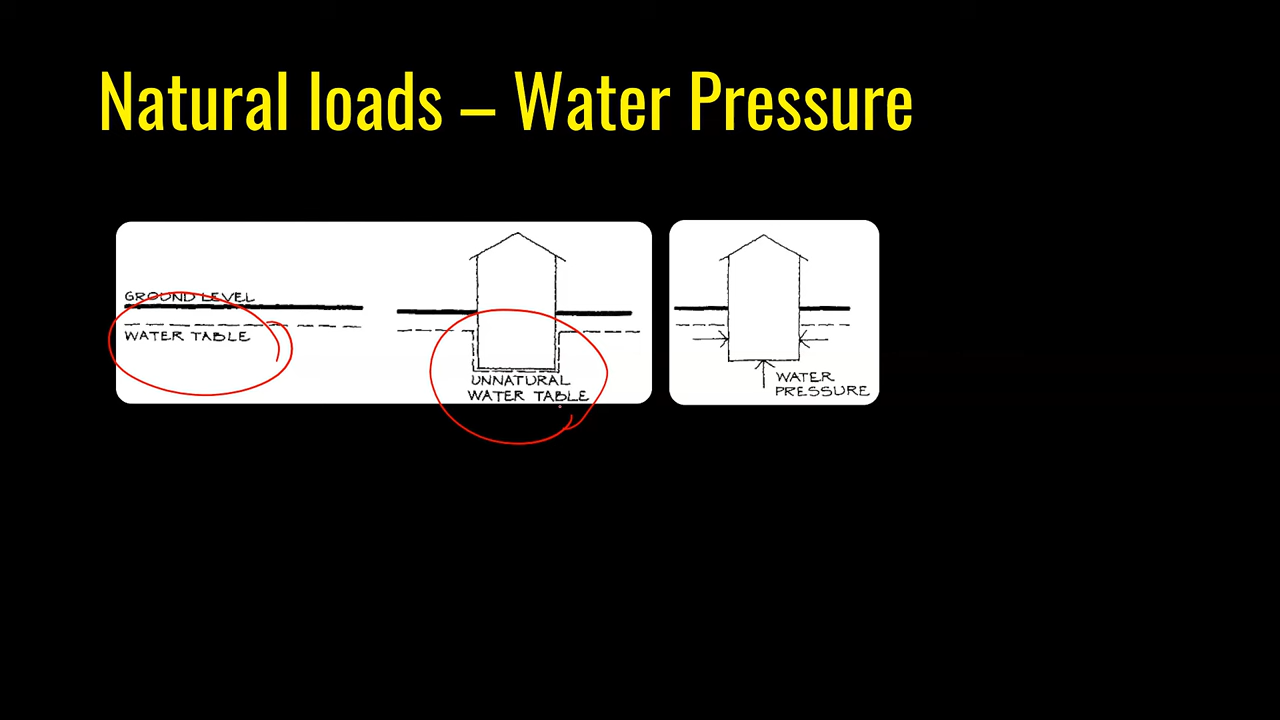 Natural loads – Water Pressure
GROUND LEVEL
WATER TABLE
UNNATURAL
WATER TABLE
WATER
PRESSURE